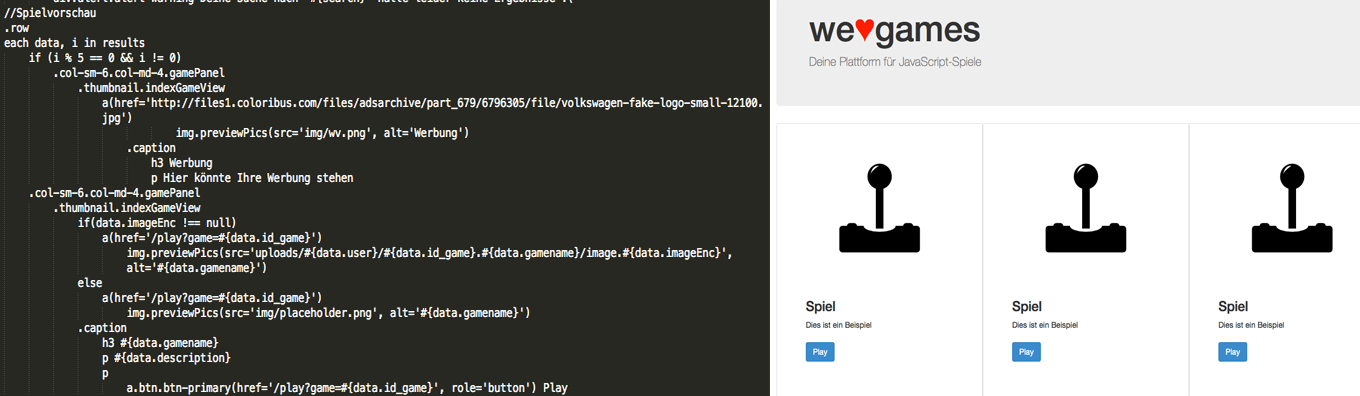 //Spielvorschau
.row
each data, i in results
if (i % 5 == 0 && i != 0)
.col-sm-6.col-md-4.gamePanel
.thumbnail.indexGameView
a(href='http://files1.coloribus.com/files/adsarchive/part_679/6796305/file/volkswagen-fake-logo-small-12100.
jpg')
img.previewPics(src='img/wv.png', alt='Werbung')
.caption
h3 Werbung
p Hier könnte Ihre Werbung stehen
.col-sm-6.col-md-4.gamePanel
.thumbnail.indexGameView
if(data.imageEnc !== null)
a(href='/play?game=#{data.id_game}')
img.previewPics(src='uploads/#{data.user}/#{data.id_game}.#{data.gamename}/image.#{data.imageEnc}',
alt='#{data.gamename}')
else
a(href='/play?game=#{data.id_game}')
img.previewPics(src='img/placeholder.png', alt='#{data.gamename}')
.caption
h3 #{data.gamename}
p #{data.description}
p
a.btn.btn-primary(href='/play?game=#{data.id_game}', role='button') Play
we♥games
Deine Plattform für JavaScript-Spiele
Spiel
Dies ist ein Beispiel
Play
Spiel
Dies ist ein Beispiel
Play
Spiel
Dies ist ein Beispiel
Play